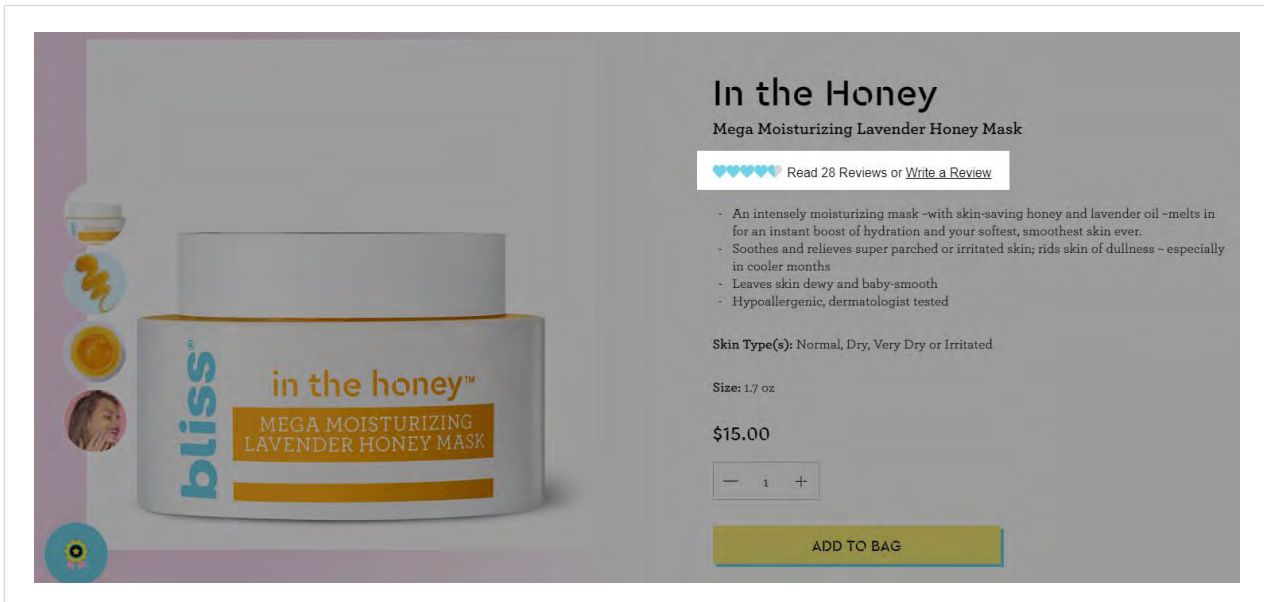 bliss®
in the honey™
MEGA MOISTURIZING
LAVENDER HONEY MASK
In the Honey
Mega Moisturizing Lavender Honey Mask
Read 28 Reviews or Write a Review
- An intensely moisturizing mask –with skin-saving honey and lavender oil –melts in
for an instant boost of hydration and your softest, smoothest skin ever.
- Soothes and relieves super parched or irritated skin; rids skin of dullness – especially
in cooler months
- Leaves skin dewy and baby-smooth
- Hypoallergenic, dermatologist tested
Skin Type(s): Normal, Dry, Very Dry or Irritated
Size: 1.7 oz
$15.00
— 1 +
ADD TO BAG